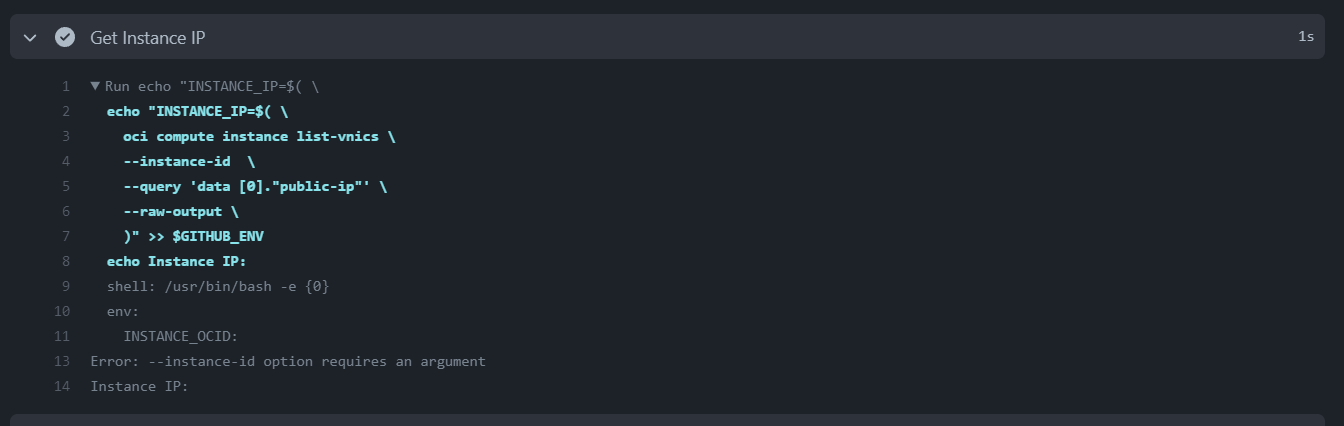 Get Instance IP 1s
1 ▼ Run echo "INSTANCE_IP=$( \
2 echo "INSTANCE_IP=$( \
3 oci compute instance list-vnics \
4 --instance-id  \
5 --query 'data [0]."public-ip"' \
6 --raw-output \
7 )" >> $GITHUB_ENV
8 echo Instance IP:
9 shell: /usr/bin/bash -e {0}
10 env:
11 INSTANCE_OCID:
13 Error: --instance-id option requires an argument
14 Instance IP: